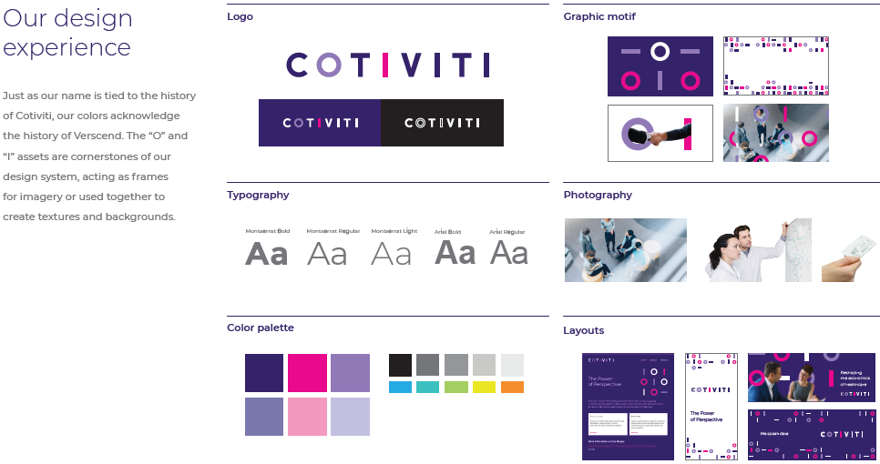 Our design
experience
Just as our name is tied to the history
of Cotiviti, our colors acknowledge
the history of Verscend. The “O” and
“I” assets are cornerstones of our
design system, acting as frames
for imagery or used together to
create textures and backgrounds.
Logo
COTIVITI
COTIVITI
COTIVITI
Graphic motif
Typography
Montserrat Bold
Montserrat Regular
Montserrat Light
Arial Bold
Arial Regular
Aa
Aa
Aa
Aa
Aa
Photography
Color palette
Layouts
COTIVITI
The Power
of Perspective
COTIVITI
The Power
of Perspective
Reshaping
the economics
of healthcare
COTIVITI
COTIVITI